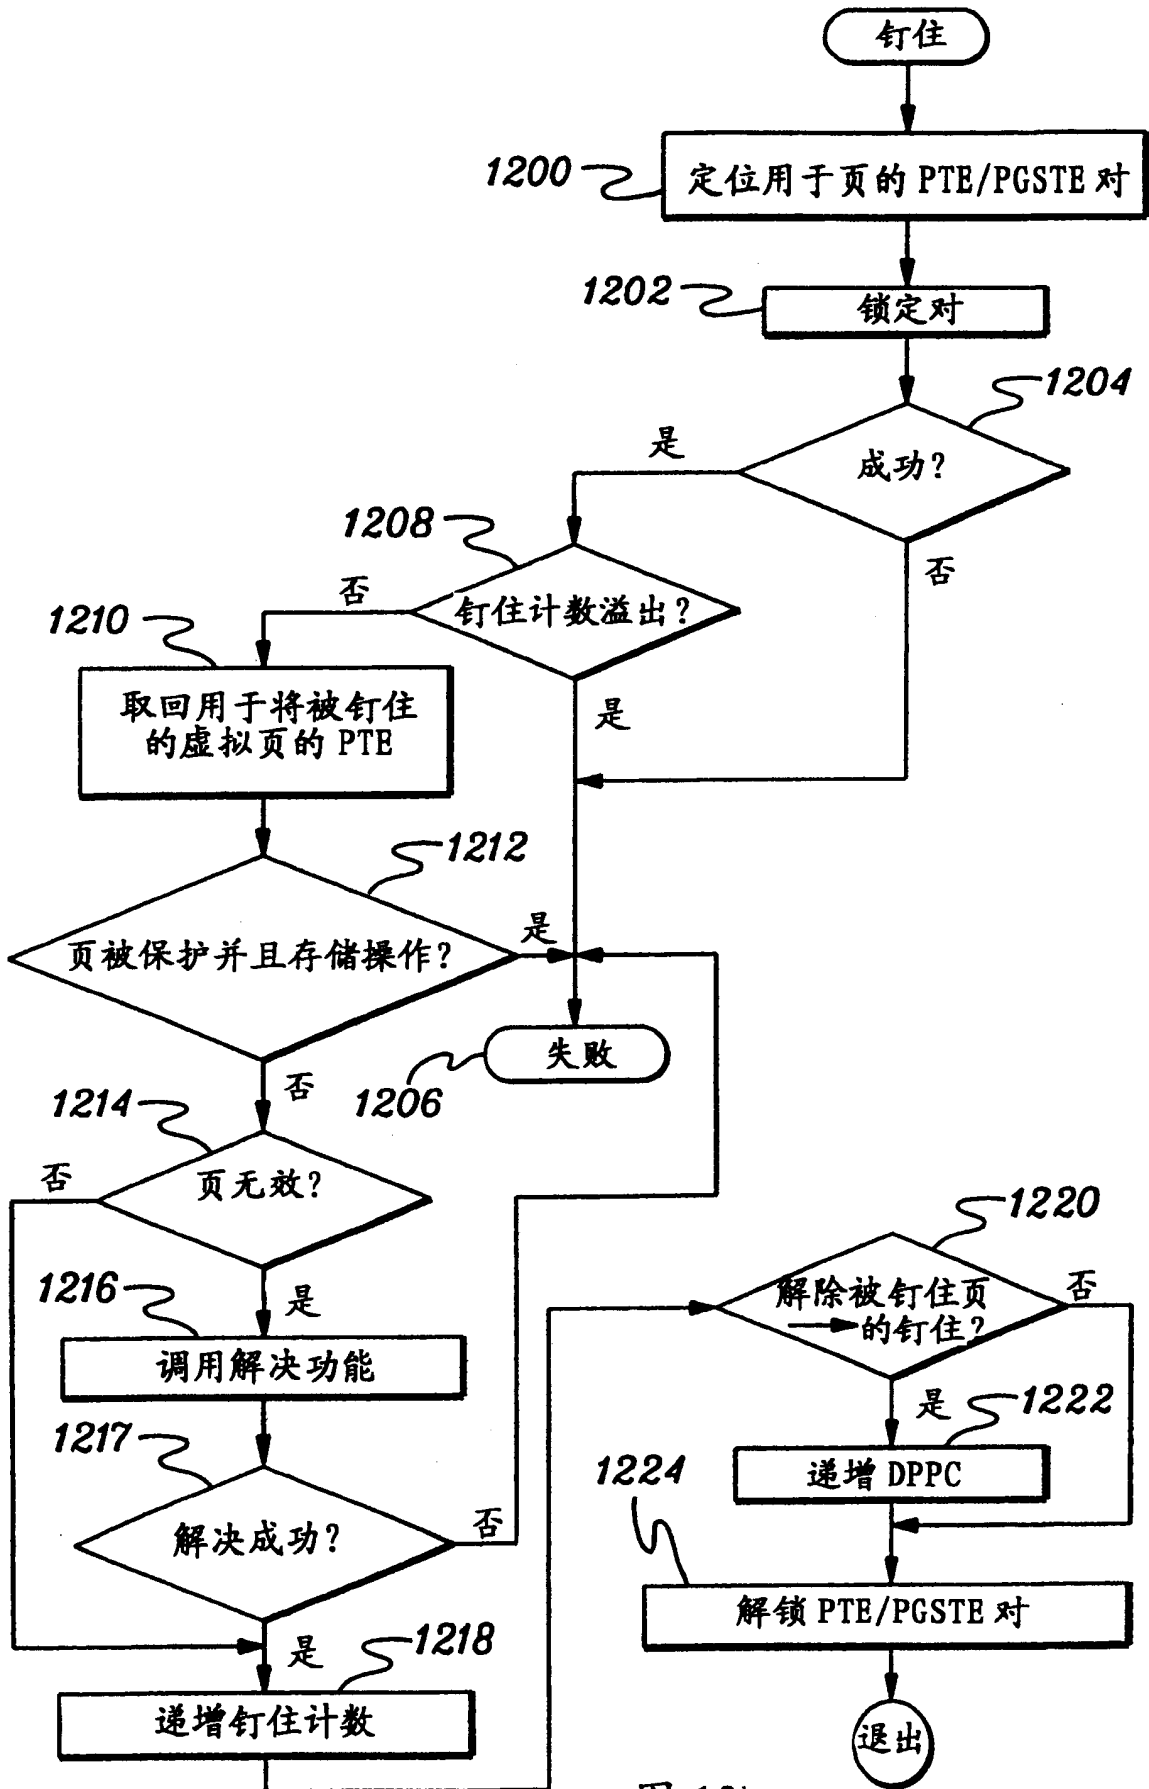 钉住
1200
定位用于页的 PTE/PGSTE 对
1202
锁定对
1204
成功?
是
否
1208
钉住计数溢出?
否
是
1210
取回用于将被钉住
的虚拟页的 PTE
1212
页被保护并且存储操作?
是
否
失败
1206
1214
页无效?
否
是
1216
调用解决功能
1217
解决成功?
否
是
1218
递增钉住计数
1220
解除被钉住页
的钉住?
否
是
1222
递增 DPPC
1224
解锁 PTE/PGSTE 对
退出